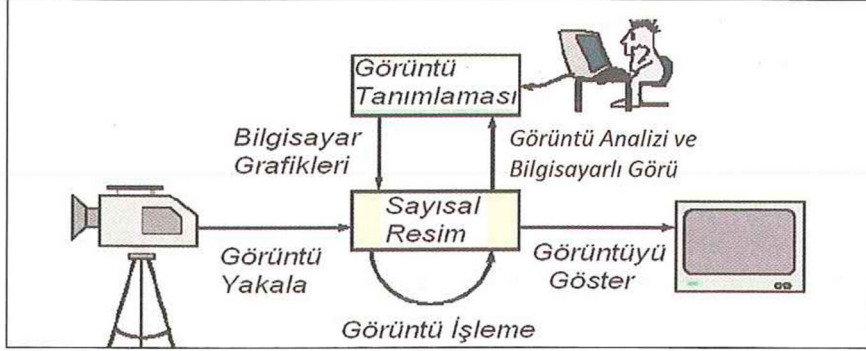 Görüntü
Tanımlaması
Bilgisayar
Grafikleri
Görüntü Analizi ve
Bilgisayarlı Görü
Sayısal
Resim
Görüntü
Yakala
Görüntüyü
Göster
Görüntü İşleme